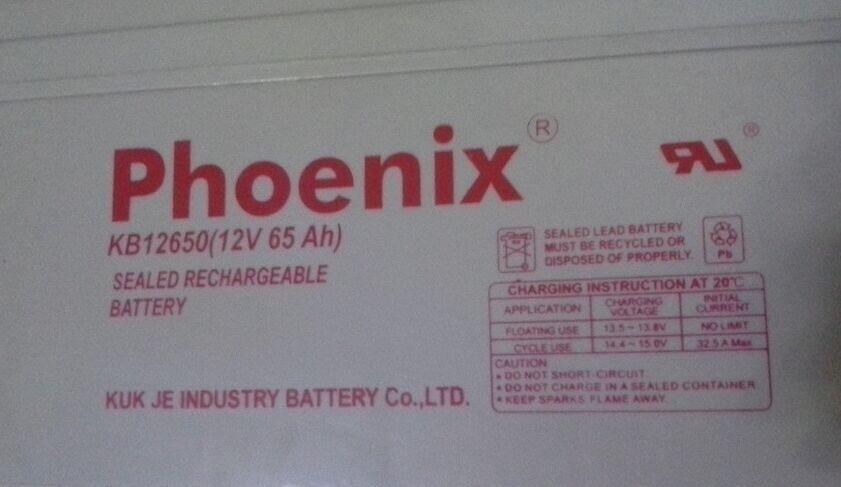 Phoenix®
RU®
KB12650(12V 65 Ah)
SEALED RECHARGEABLE
BATTERY
SEALED LEAD BATTERY
MUST BE RECYCLED OR
DISPOSED OF PROPERLY.
Pb
CHARGING INSTRUCTION AT 20℃
APPLICATION CHARGING VOLTAGE INITIAL CURRENT
FLOATING USE 13.5~13.8V NO LIMIT
CYCLE USE 14.4~15.0V 32.5 A Max
CAUTION
• DO NOT SHORT-CIRCUIT.
• DO NOT CHARGE IN A SEALED CONTAINER
• KEEP SPARKS FLAME AWAY.
KUK JE INDUSTRY BATTERY Co.,LTD.